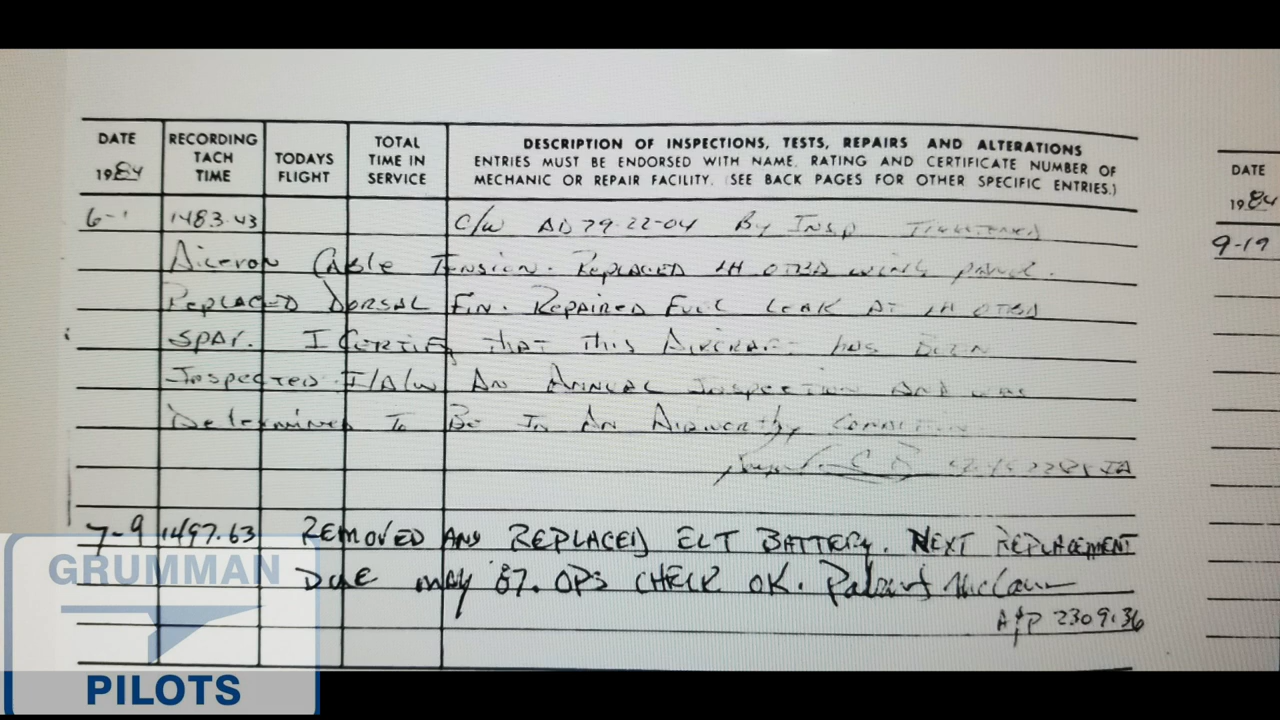 DATE
1984
RECORDING
TACH
TIME
TODAYS
FLIGHT
TOTAL
TIME IN
SERVICE
DESCRIPTION OF INSPECTIONS, TESTS, REPAIRS AND ALTERATIONS
ENTRIES MUST BE ENDORSED WITH NAME, RATING AND CERTIFICATE NUMBER OF
MECHANIC OR REPAIR FACILITY. (SEE BACK PAGES FOR OTHER SPECIFIC ENTRIES.)
6-1 1483.43 C/W AD 79-22-04 By Insp Tightened
Aileron Cable Tension. Replaced LH OTBD wing panel.
Replaced Dorsal Fin. Repaired Fuel Leak AT LH OTBD
Spar. I Certify That This Aircraft has Been
Inspected I/A/W An Annual Inspection And was
Determined To Be In An Airworthy Condition
IA
7-9 1497.63 REMOVED AND REPLACED ELT BATTERY. NEXT REPLACEMENT
DUE MAY 87. OPS CHECK OK.
A&P 2309136
DATE
1984
9-19
GRUMMAN
PILOTS